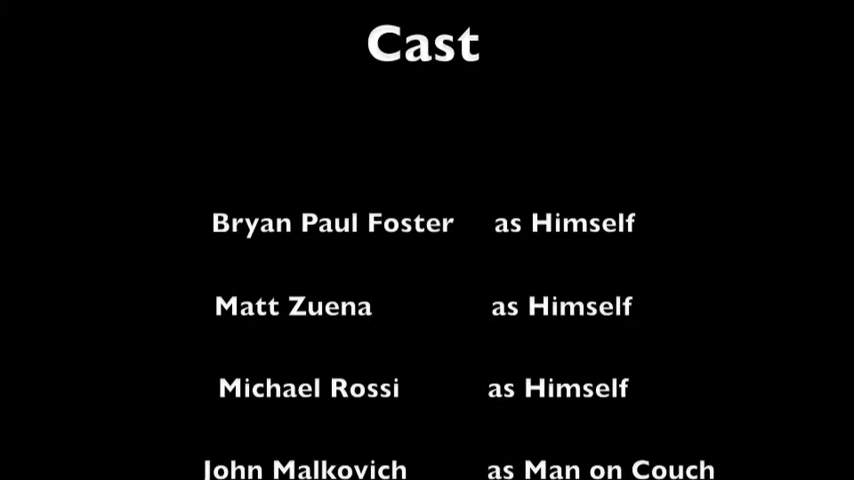 Cast
Bryan Paul Foster as Himself
Matt Zuena as Himself
Michael Rossi as Himself
John Malkovich as Man on Couch